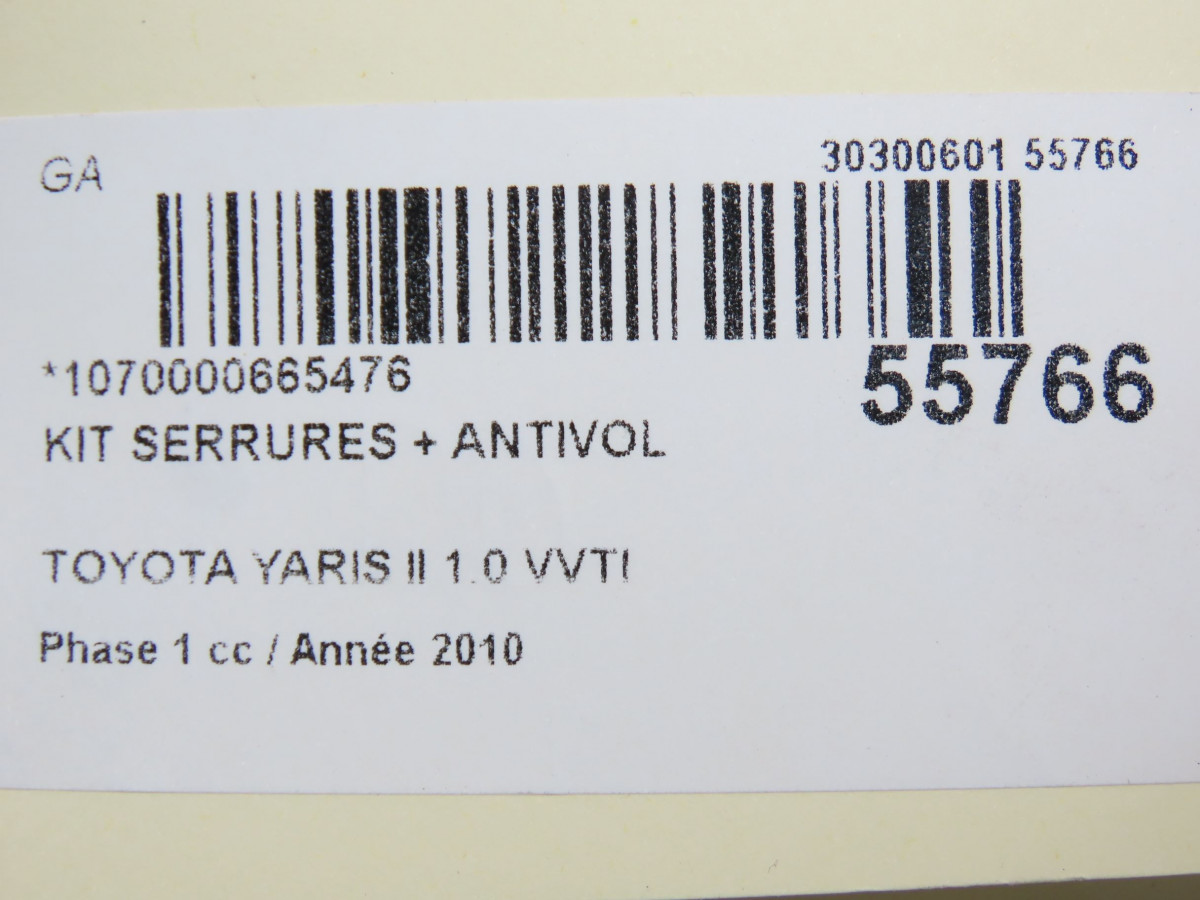 GA
30300601 55766
*1070000665476
55766
KIT SERRURES + ANTIVOL
TOYOTA YARIS II 1.0 VVTI
Phase 1 cc / Année 2010